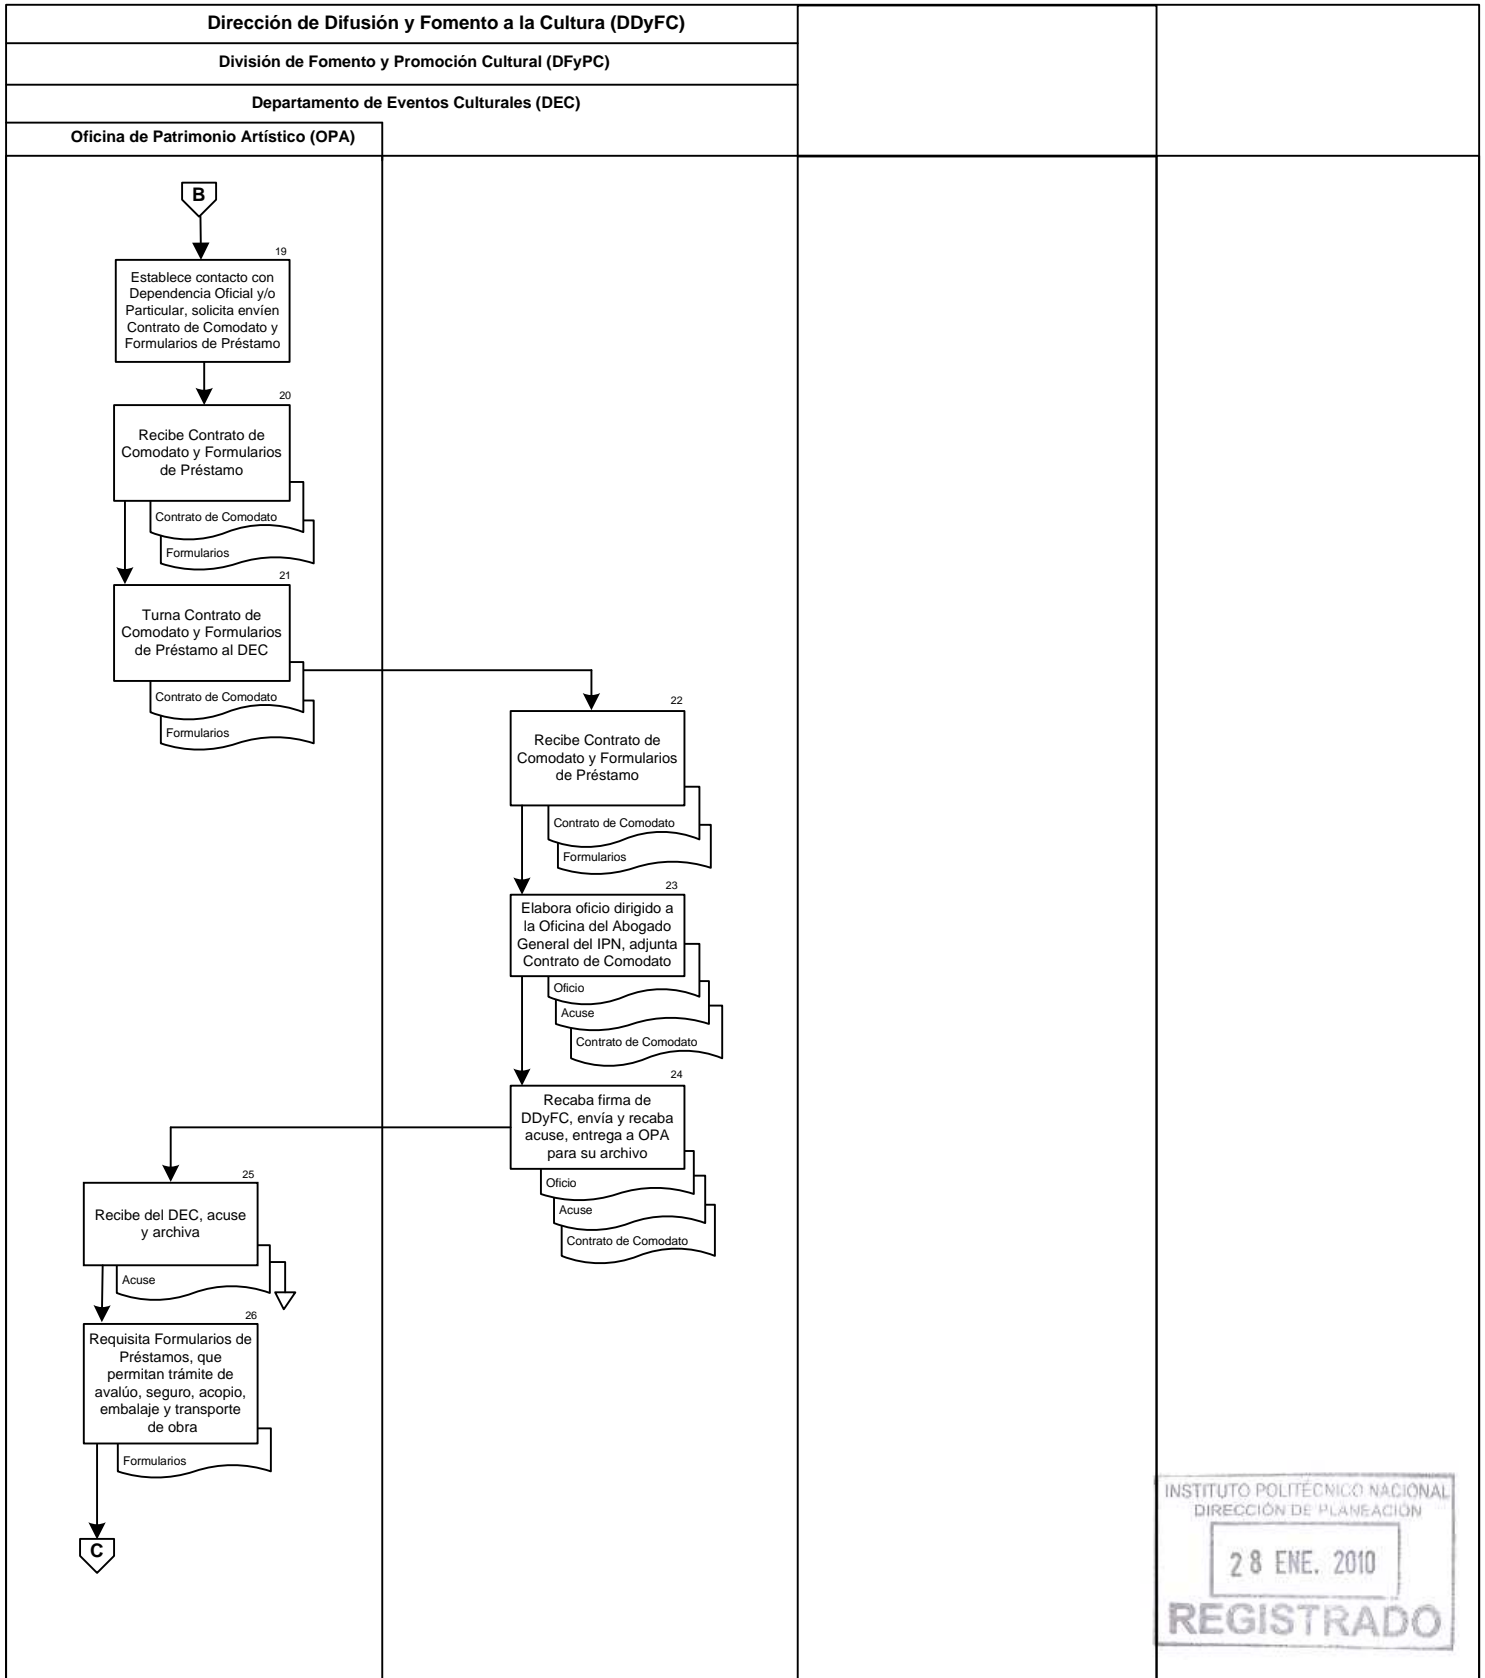 Dirección de Difusión y Fomento a la Cultura (DDyFC)
División de Fomento y Promoción Cultural (DFyPC)
Departamento de Eventos Culturales (DEC)
Oficina de Patrimonio Artístico (OPA)
B
19
Establece contacto con
Dependencia Oficial y/o
Particular, solicita envíen
Contrato de Comodato y
Formularios de Préstamo
20
Recibe Contrato de
Comodato y Formularios
de Préstamo
Contrato de Comodato
Formularios
21
Turna Contrato de
Comodato y Formularios
de Préstamo al DEC
Contrato de Comodato
Formularios
22
Recibe Contrato de
Comodato y Formularios
de Préstamo
Contrato de Comodato
Formularios
23
Elabora oficio dirigido a
la Oficina del Abogado
General del IPN, adjunta
Contrato de Comodato
Oficio
Acuse
Contrato de Comodato
24
Recaba firma de
DDyFC, envía y recaba
acuse, entrega a OPA
para su archivo
Oficio
Acuse
Contrato de Comodato
25
Recibe del DEC, acuse
y archiva
Acuse
26
Requisita Formularios de
Préstamos, que
permitan trámite de
avalúo, seguro, acopio,
embalaje y transporte
de obra
Formularios
C
INSTITUTO POLITÉCNICO NACIONAL
DIRECCIÓN DE PLANEACIÓN
28 ENE. 2010
REGISTRADO